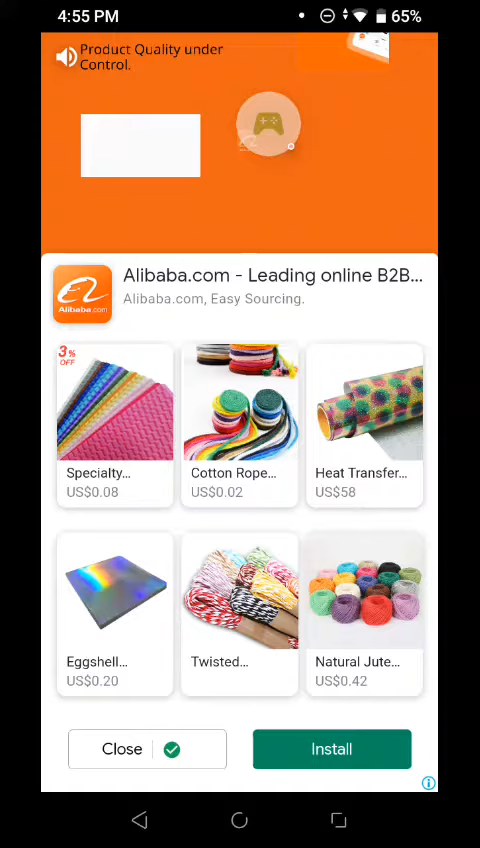 4:55 PM
65%
Product Quality under
Control.
Alibaba.com
Alibaba.com - Leading online B2B...
Alibaba.com, Easy Sourcing.
3%
OFF
Specialty...
US$0.08
Cotton Rope...
US$0.02
Heat Transfer...
US$58
Eggshell...
US$0.20
Twisted...
Natural Jute...
US$0.42
Close
Install